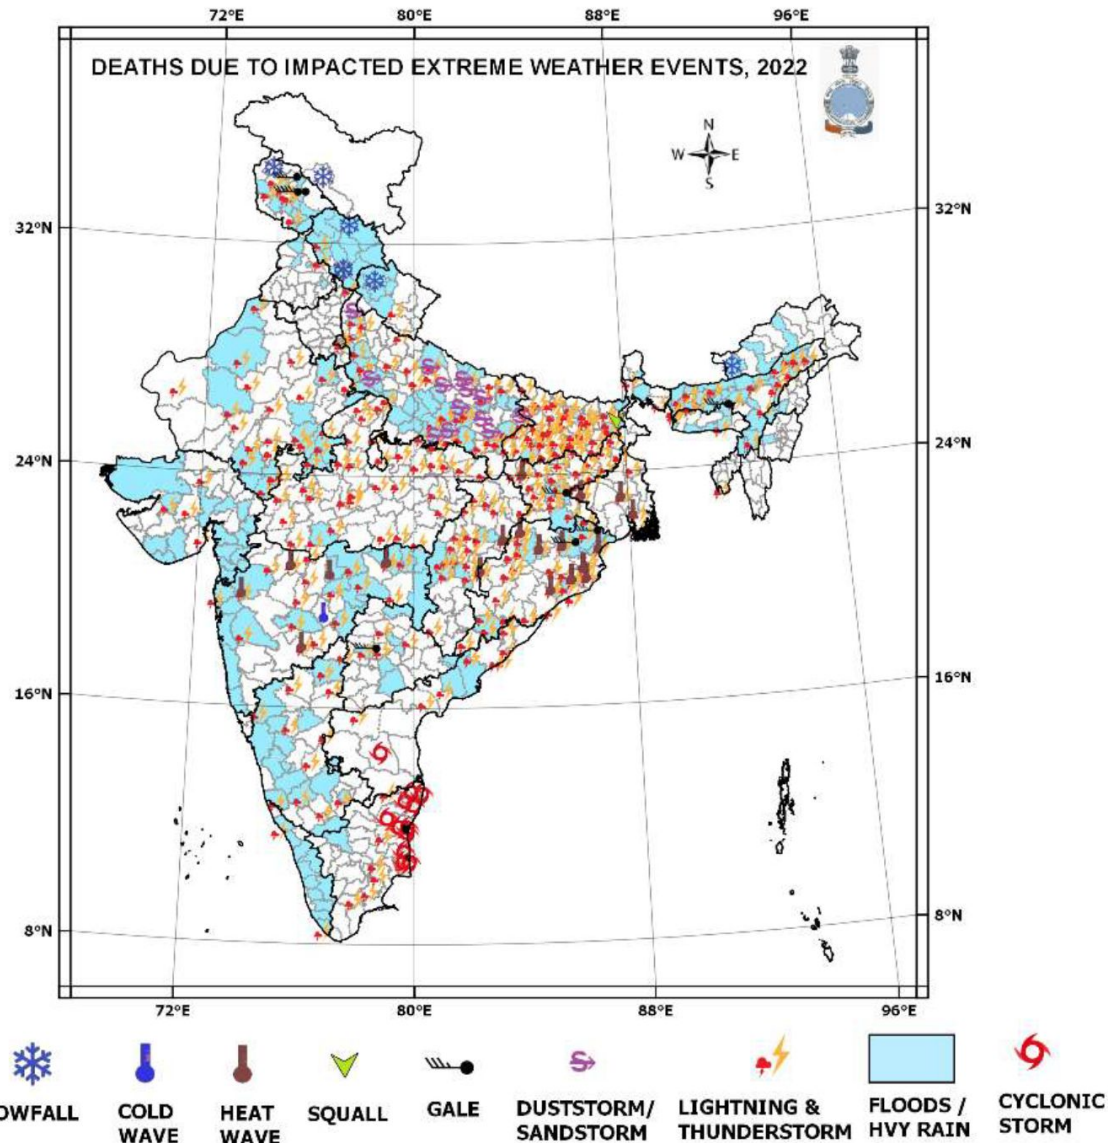 72°E 80°E 88°E 96°E
DEATHS DUE TO IMPACTED EXTREME WEATHER EVENTS, 2022
N
W E
S
32°N 32°N
24°N 24°N
16°N 16°N
8°N 8°N
72°E 80°E 88°E 96°E
OWFALL
COLD
WAVE
HEAT
WAVE
SQUALL
GALE
DUSTSTORM/
SANDSTORM
LIGHTNING &
THUNDERSTORM
FLOODS /
HVY RAIN
CYCLONIC
STORM